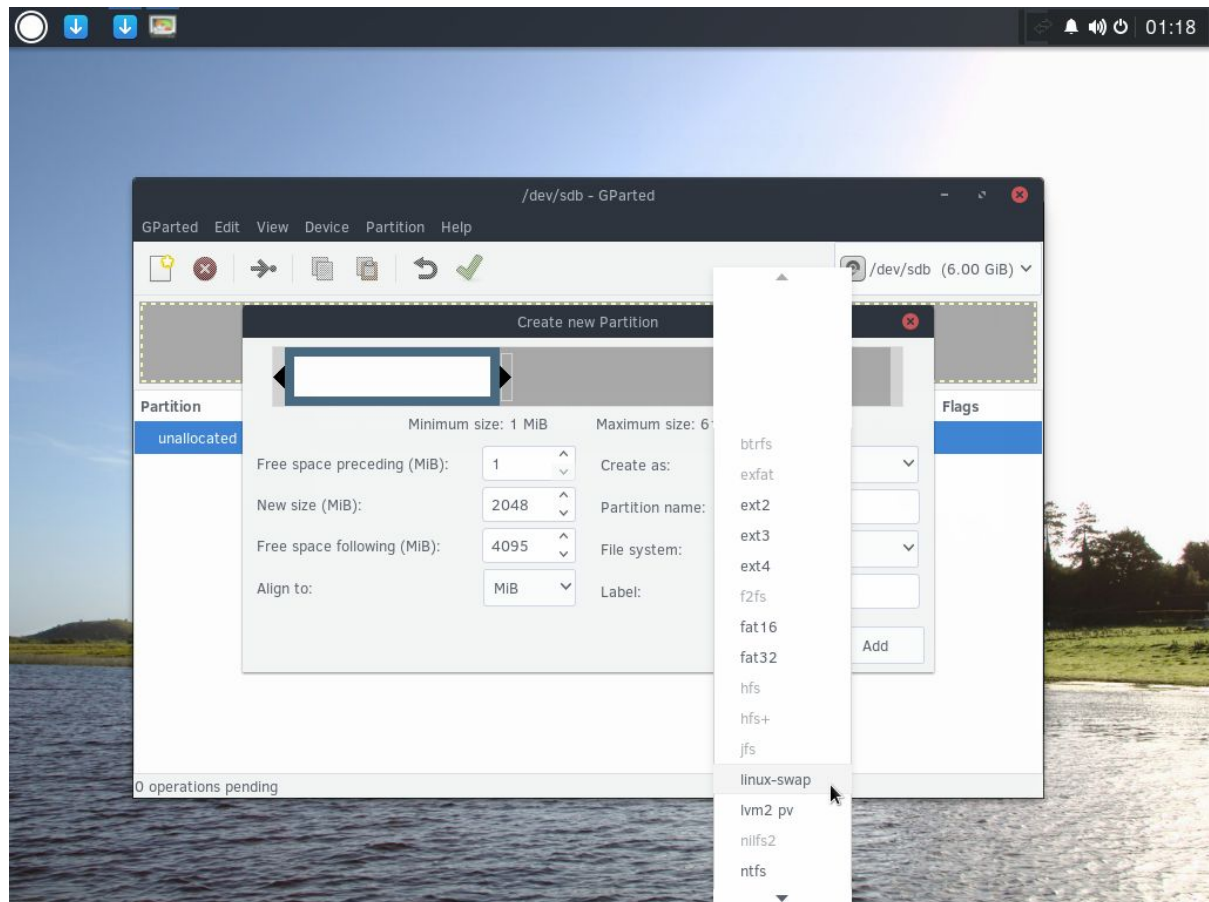 01:18
/dev/sdb - GParted
GParted Edit View Device Partition Help
/dev/sdb (6.00 GiB)
Create new Partition
Partition
Flags
unallocated
Minimum size: 1 MiB
Maximum size: 6
Free space preceding (MiB):
1
New size (MiB):
2048
Free space following (MiB):
4095
Align to:
MiB
Create as:
Partition name:
File system:
Label:
Add
btrfs
exfat
ext2
ext3
ext4
f2fs
fat16
fat32
hfs
hfs+
jfs
linux-swap
lvm2 pv
nilfs2
ntfs
0 operations pending